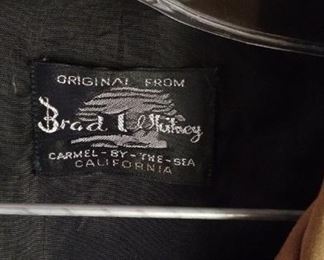 ORIGINAL FROM
Brad Whitney
CARMEL-BY-THE-SEA
CALIFORNIA